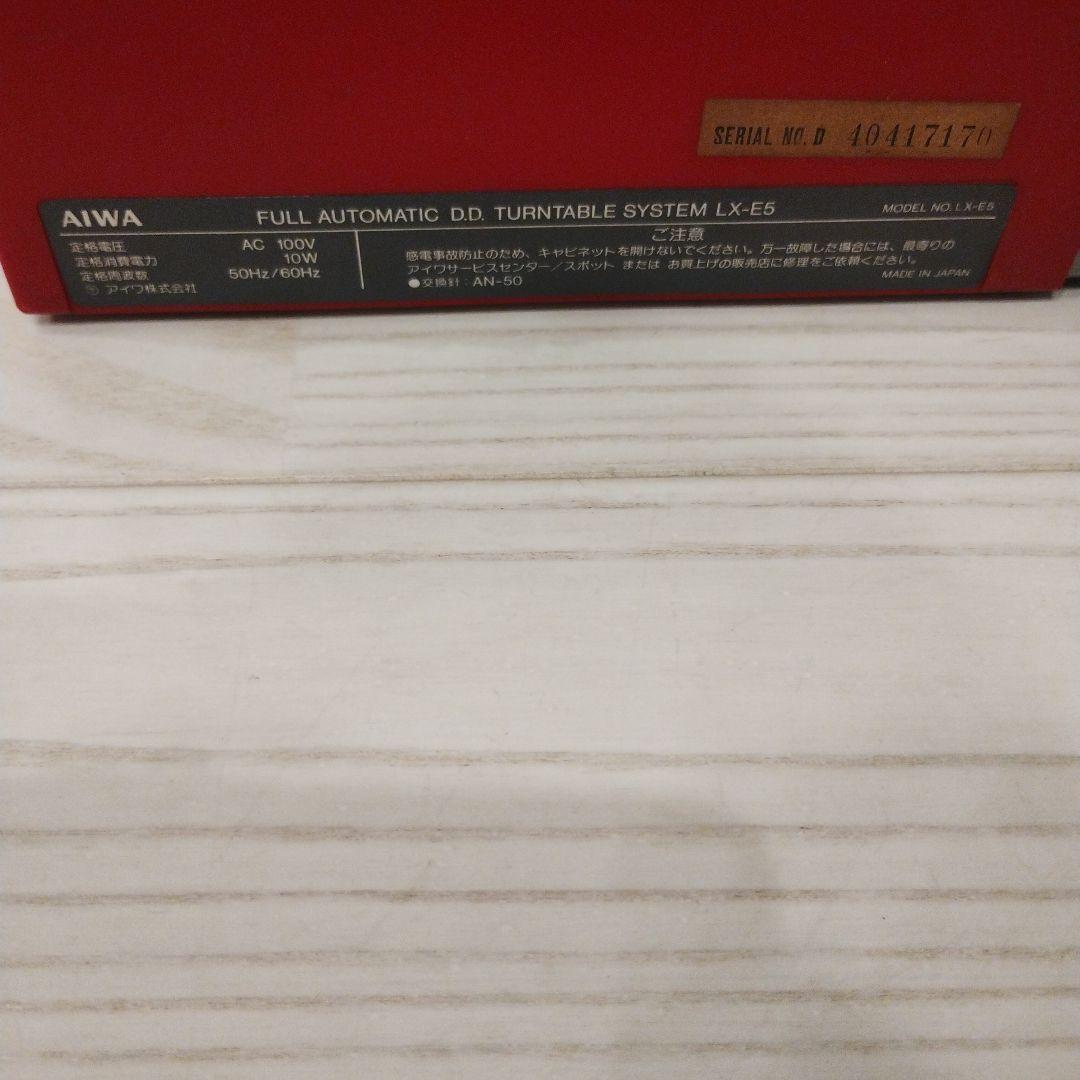 SERIAL NO. D 40417170
AIWA FULL AUTOMATIC D.D. TURNTABLE SYSTEM LX-E5 MODEL NO. LX-E5
定格電圧 AC 100V
定格消費電力 10W
定格周波数 50Hz/60Hz
アイワ株式会社
ご注意
感電事故防止のため、キャビネットを開けないでください。万一故障した場合には、最寄りの
アイワサービスセンター/スポット または お買上げの販売店に修理をご依頼ください。
●交換針:AN-50
MADE IN JAPAN